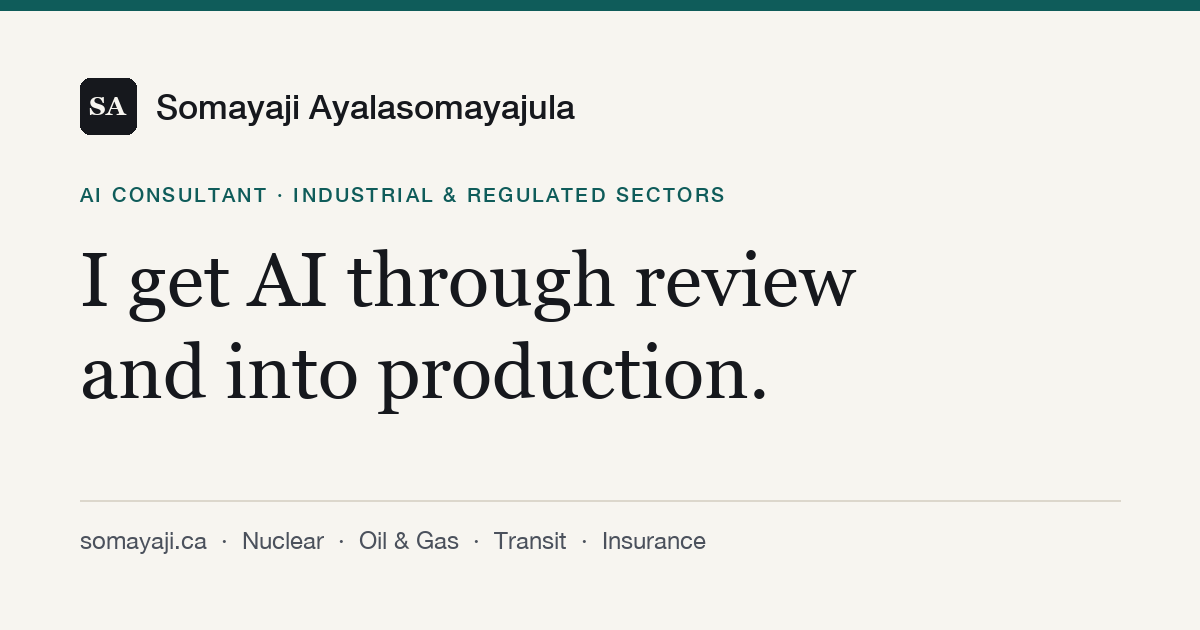 SA
Somayaji Ayalasomayajula
AI CONSULTANT · INDUSTRIAL & REGULATED SECTORS
I get AI through review
and into production.
somayaji.ca · Nuclear · Oil & Gas · Transit · Insurance